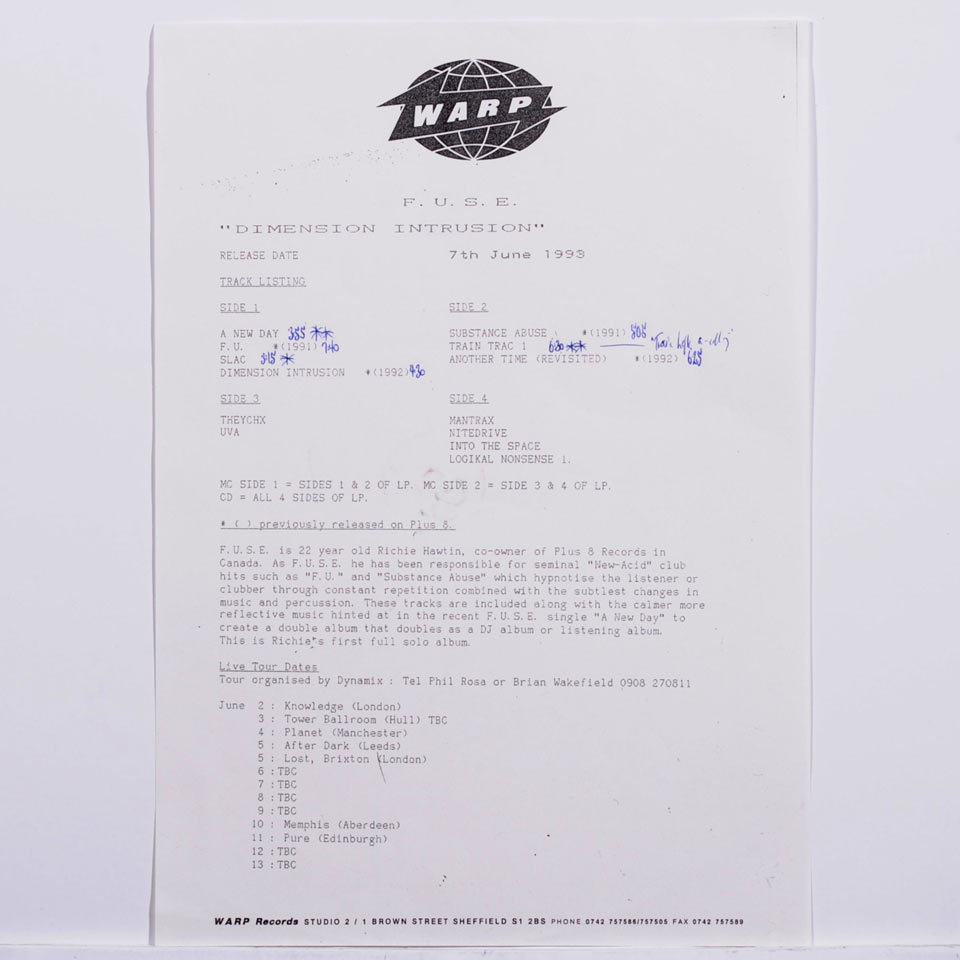 WARP
F. U. S. E.
"DIMENSION INTRUSION"
RELEASE DATE 7th June 1993
TRACK LISTING
SIDE 1 SIDE 2
A NEW DAY 355 ** SUBSTANCE ABUSE *(1991) 505
F.U. *(1991) 740 TRAIN TRAC 1 630 **
SLAC 515 * ANOTHER TIME (REVISITED) *(1992) 625
DIMENSION INTRUSION *(1992) 430
SIDE 3 SIDE 4
THEYCHX MANTRAX
UVA NITEDRIVE
INTO THE SPACE
LOGIKAL NONSENSE 1.
MC SIDE 1 = SIDES 1 & 2 OF LP. MC SIDE 2 = SIDE 3 & 4 OF LP.
CD = ALL 4 SIDES OF LP.
* ( ) previously released on Plus 8.
F.U.S.E. is 22 year old Richie Hawtin, co-owner of Plus 8 Records in
Canada. As F.U.S.E. he has been responsible for seminal "New-Acid" club
hits such as "F.U." and "Substance Abuse" which hypnotise the listener or
clubber through constant repetition combined with the subtlest changes in
music and percussion. These tracks are included along with the calmer more
reflective music hinted at in the recent F.U.S.E. single "A New Day" to
create a double album that doubles as a DJ album or listening album.
This is Richie's first full solo album.
Live Tour Dates
Tour organised by Dynamix : Tel Phil Rosa or Brian Wakefield 0908 270811
June 2 : Knowledge (London)
3 : Tower Ballroom (Hull) TBC
4 : Planet (Manchester)
5 : After Dark (Leeds)
5 : Lost, Brixton (London)
6 : TBC
7 : TBC
8 : TBC
9 : TBC
10 : Memphis (Aberdeen)
11 : Pure (Edinburgh)
12 : TBC
13 : TBC
WARP Records STUDIO 2 / 1 BROWN STREET SHEFFIELD S1 2BS PHONE 0742 757586/757505 FAX 0742 757589